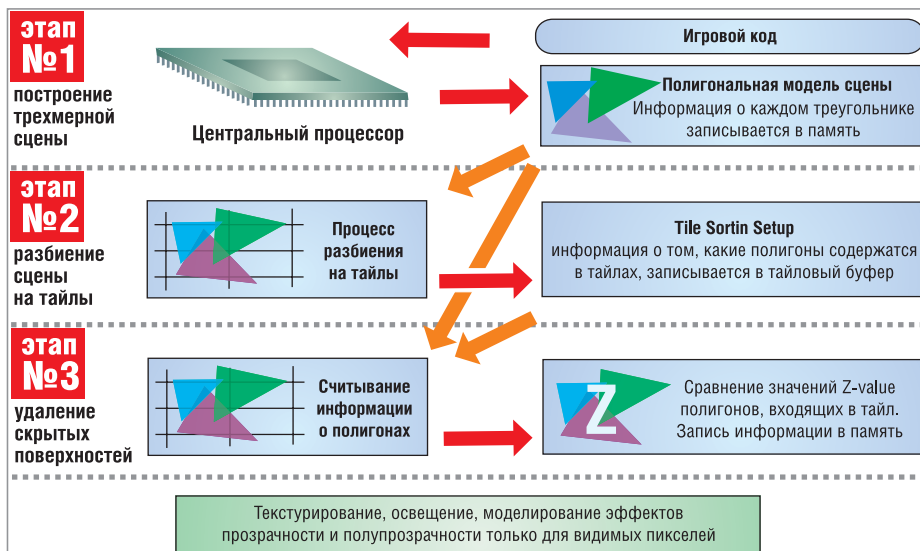 этап
№1
построение
трехмерной
сцены
Центральный процессор
Игровой код
Полигональная модель сцены
Информация о каждом треугольнике
записывается в память
этап
№2
разбиение
сцены
на тайлы
Процесс
разбиения
на тайлы
Tile Sortin Setup
информация о том, какие полигоны содержатся
в тайлах, записывается в тайловый буфер
этап
№3
удаление
скрытых
поверхностей
Считывание
информации
о полигонах
Z
Сравнение значений Z-value
полигонов, входящих в тайл.
Запись информации в память
Текстурирование, освещение, моделирование эффектов
прозрачности и полупрозрачности только для видимых пикселей